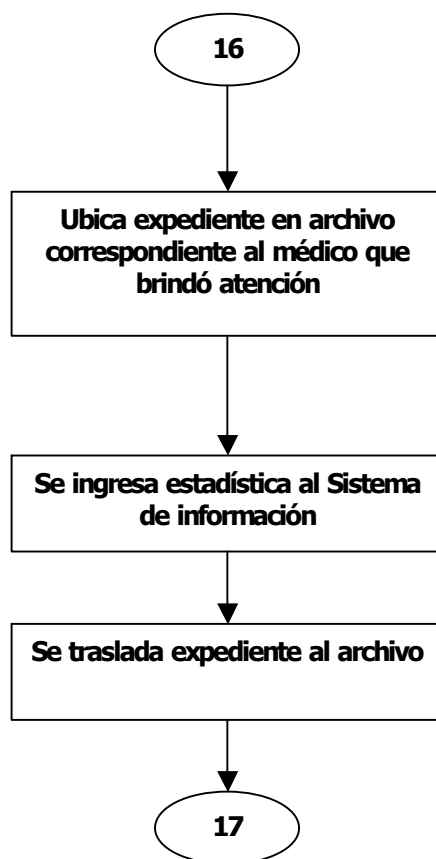 16
Ubica expediente en archivo
correspondiente al médico que
brindó atención
Se ingresa estadística al Sistema
de información
Se traslada expediente al archivo
17